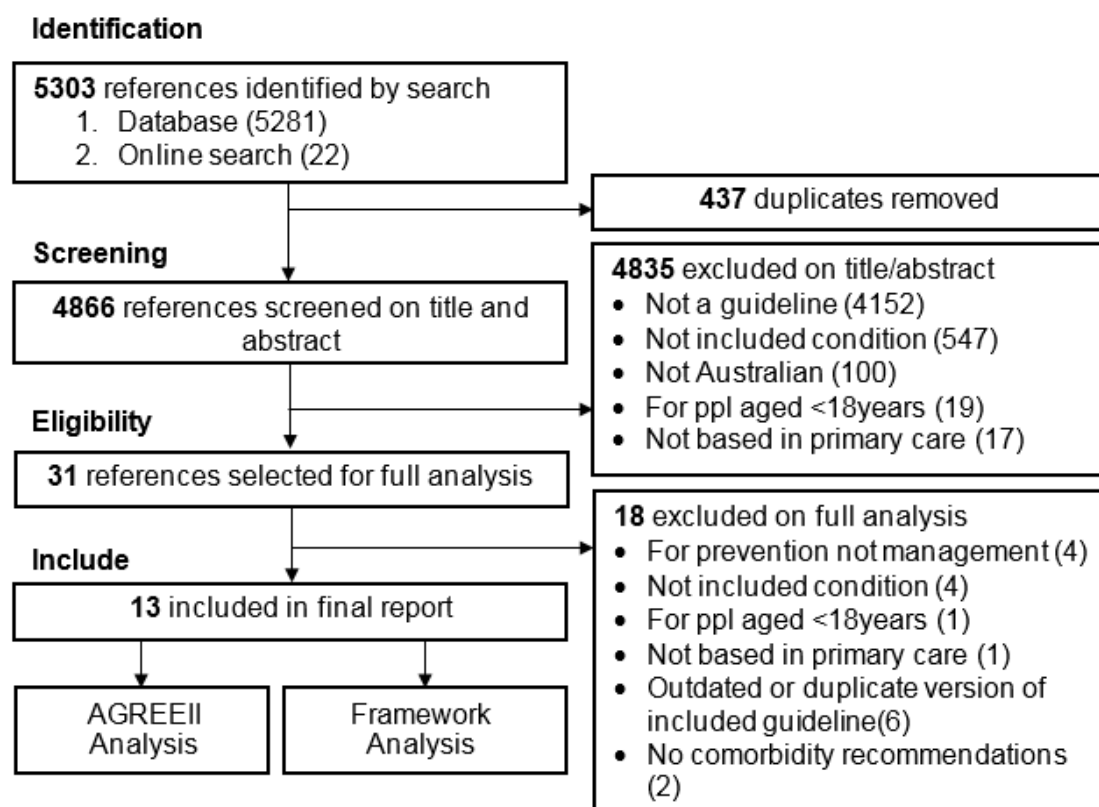 Identification
5303 references identified by search
1. Database (5281)
2. Online search (22)
437 duplicates removed
Screening
4866 references screened on title and
abstract
4835 excluded on title/abstract
• Not a guideline (4152)
• Not included condition (547)
• Not Australian (100)
• For ppl aged <18years (19)
• Not based in primary care (17)
Eligibility
31 references selected for full analysis
18 excluded on full analysis
• For prevention not management (4)
• Not included condition (4)
• For ppl aged <18years (1)
• Not based in primary care (1)
• Outdated or duplicate version of
included guideline(6)
• No comorbidity recommendations
(2)
Include
13 included in final report
AGREEII
Analysis
Framework
Analysis